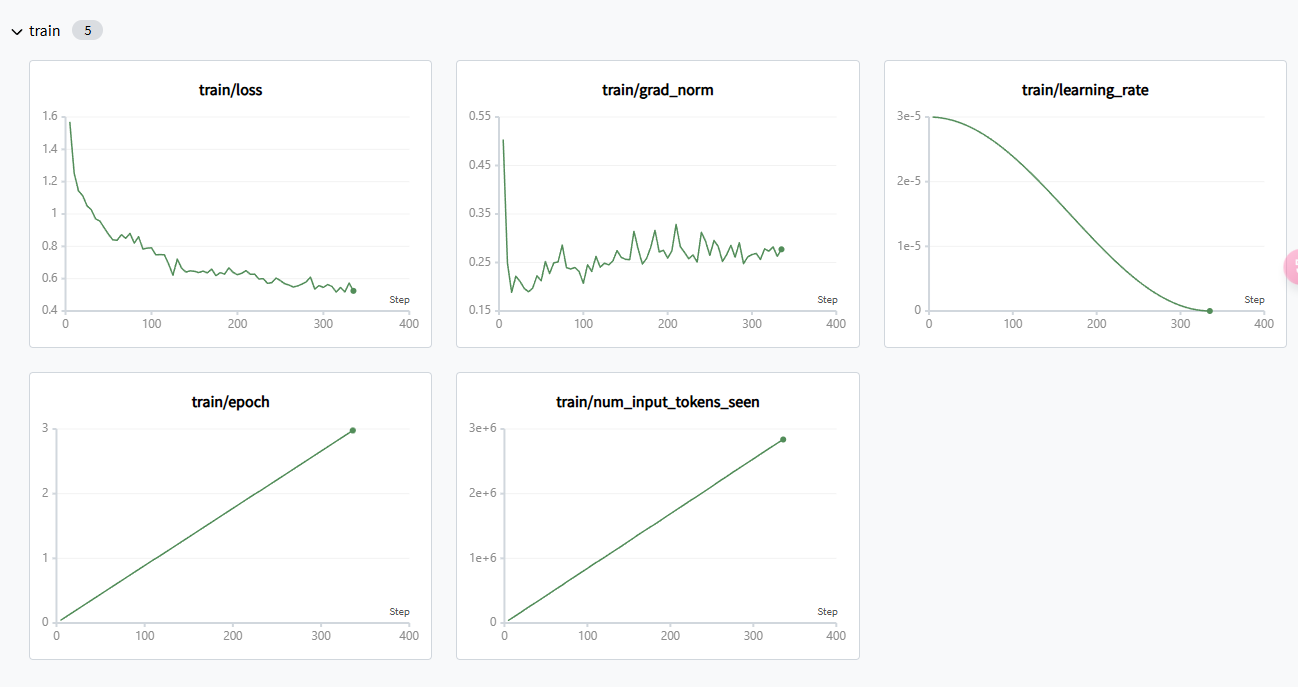 train 5
train/loss
1.6
1.4
1.2
1
0.8
0.6
0.4
Step
0 100 200 300 400
train/grad_norm
0.55
0.45
0.35
0.25
0.15
Step
0 100 200 300 400
train/learning_rate
3e-5
2e-5
1e-5
0
Step
0 100 200 300 400
train/epoch
3
2
1
0
Step
0 100 200 300 400
train/num_input_tokens_seen
3e+6
2e+6
1e+6
0
Step
0 100 200 300 400